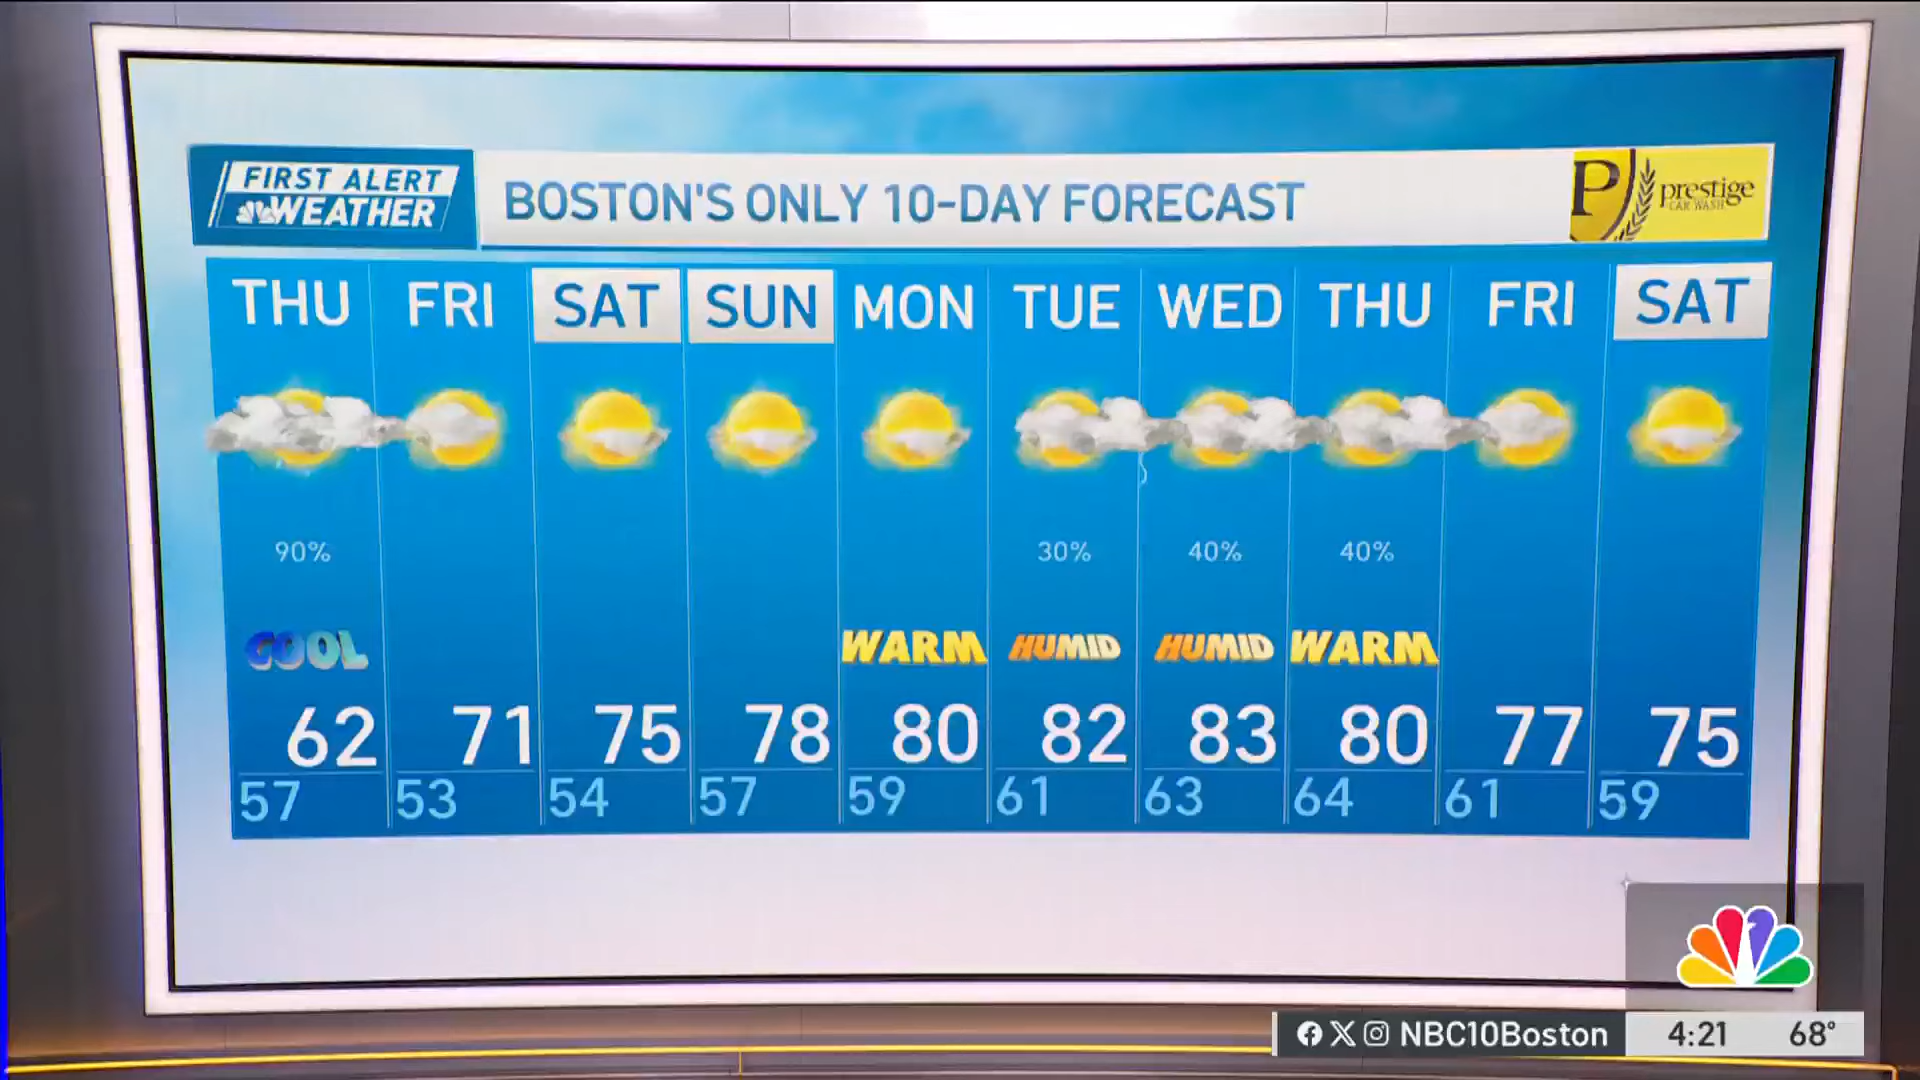 FIRST ALERT
WEATHER
BOSTON'S ONLY 10-DAY FORECAST
P prestige
CAR WASH
THU FRI SAT SUN MON TUE WED THU FRI SAT
90% 30% 40% 40%
COOL WARM HUMID HUMID WARM
62 71 75 78 80 82 83 80 77 75
57 53 54 57 59 61 63 64 61 59
NBC10Boston 4:21 68°